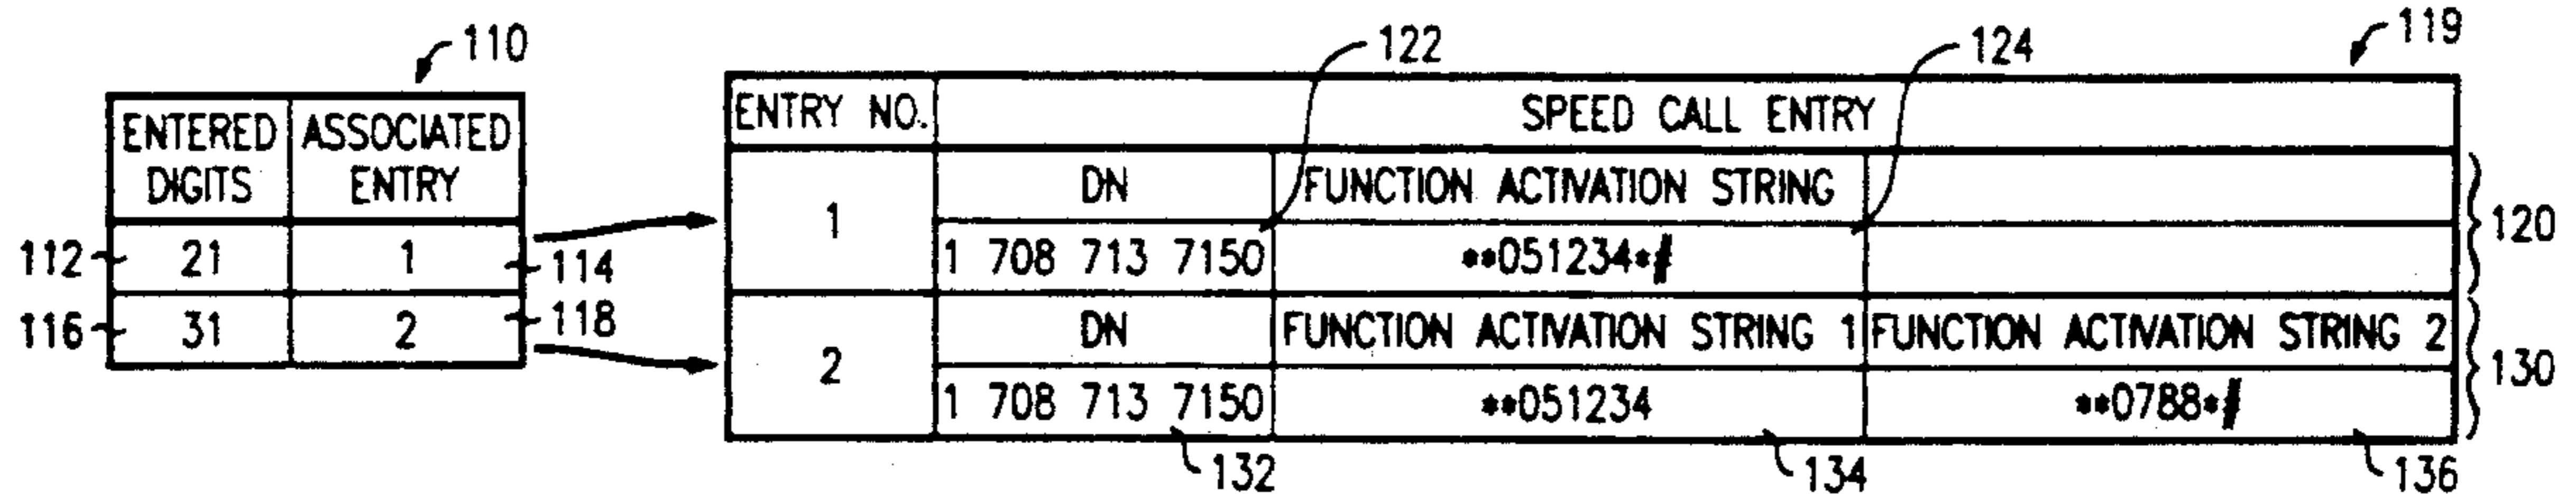 110
122
124
119
ENTERED DIGITS
ASSOCIATED ENTRY
ENTRY NO.
SPEED CALL ENTRY
112
21
1
114
116
31
2
118
1
DN
FUNCTION ACTIVATION STRING
1 708 713 7150
**051234*#
120
2
DN
FUNCTION ACTIVATION STRING 1
FUNCTION ACTIVATION STRING 2
1 708 713 7150
**051234
**0788*#
130
132
134
136